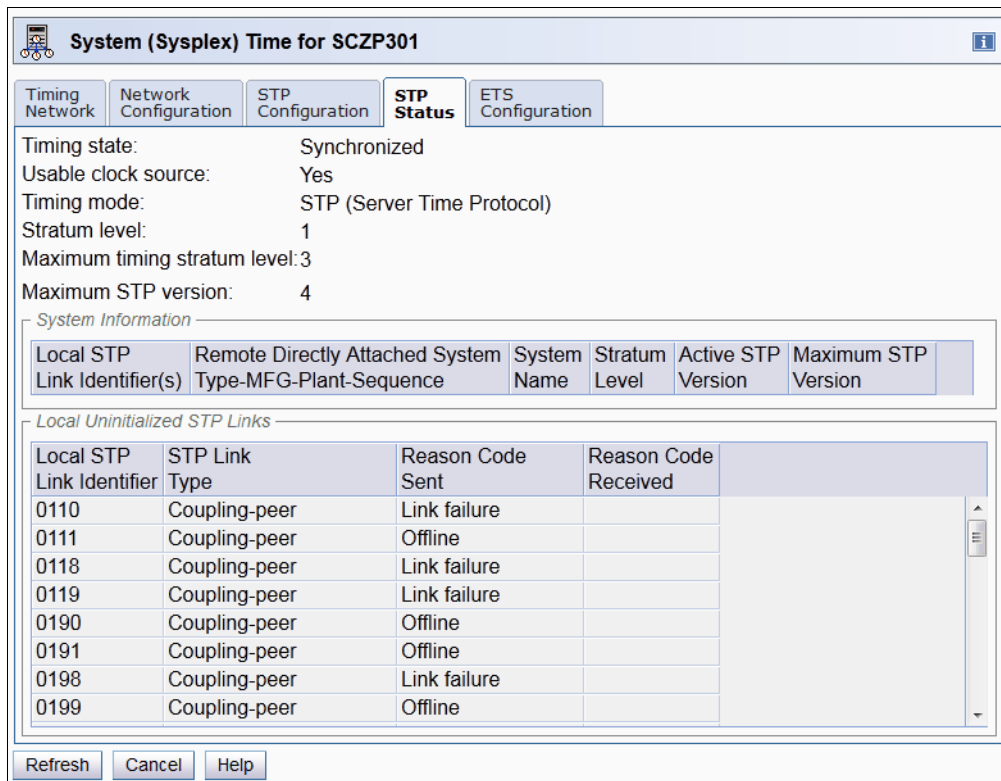 System (Sysplex) Time for SCZP301
Timing Network
Network Configuration
STP Configuration
STP Status
ETS Configuration
Timing state: Synchronized
Usable clock source: Yes
Timing mode: STP (Server Time Protocol)
Stratum level: 1
Maximum timing stratum level: 3
Maximum STP version: 4
System Information
Local STP Link Identifier(s) Remote Directly Attached System Type-MFG-Plant-Sequence System Name Stratum Level Active STP Version Maximum STP Version
Local Uninitialized STP Links
Local STP Link Identifier STP Link Type Reason Code Sent Reason Code Received
0110 Coupling-peer Link failure
0111 Coupling-peer Offline
0118 Coupling-peer Link failure
0119 Coupling-peer Link failure
0190 Coupling-peer Offline
0191 Coupling-peer Offline
0198 Coupling-peer Link failure
0199 Coupling-peer Offline
Refresh Cancel Help